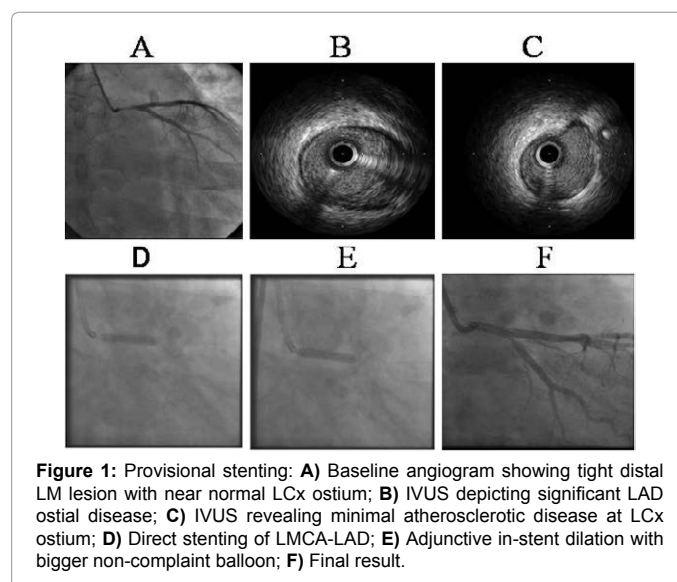 A B C
D E F
Figure 1: Provisional stenting: A) Baseline angiogram showing tight distal
LM lesion with near normal LCx ostium; B) IVUS depicting significant LAD
ostial disease; C) IVUS revealing minimal atherosclerotic disease at LCx
ostium; D) Direct stenting of LMCA-LAD; E) Adjunctive in-stent dilation with
bigger non-complaint balloon; F) Final result.